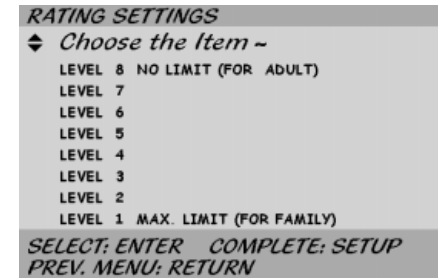 RATING SETTINGS
Choose the Item ~
LEVEL 8 NO LIMIT (FOR ADULT)
LEVEL 7
LEVEL 6
LEVEL 5
LEVEL 4
LEVEL 3
LEVEL 2
LEVEL 1 MAX. LIMIT (FOR FAMILY)
SELECT: ENTER COMPLETE: SETUP
PREV. MENU: RETURN